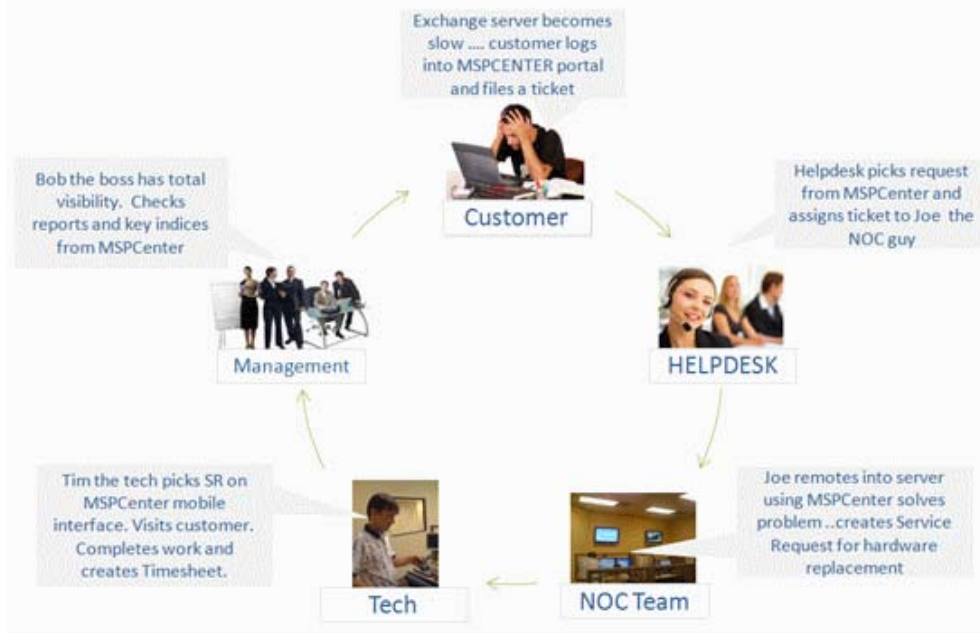 Exchange server becomes
slow .... customer logs
into MSPCENTER portal
and files a ticket
Customer
Helpdesk picks request
from MSPCenter and
assigns ticket to Joe the
NOC guy
HELPDESK
Joe remotes into server
using MSPCenter solves
problem ..creates Service
Request for hardware
replacement
NOC Team
Tim the tech picks SR on
MSPCenter mobile
interface. Visits customer.
Completes work and
creates Timesheet.
Tech
Bob the boss has total
visibility. Checks
reports and key indices
from MSPCenter
Management